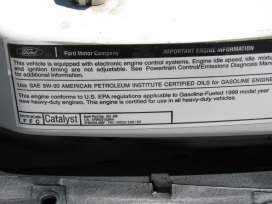 Ford
Ford Motor Company
IMPORTANT ENGINE INFORMATION
This vehicle is equipped with electronic engine control systems. Engine idle speed, idle mixture
and ignition timing are not adjustable. See Powertrain Control/Emissions Diagnosis Man
for additional information.
Use SAE 5W-30 AMERICAN PETROLEUM INSTITUTE CERTIFIED OILS for GASOLINE ENGINES
This engine conforms to U.S. EPA regulations applicable to Gasoline-Fueled 1999 model year
new heavy-duty engines. This engine is certified for use in all heavy-duty vehicles.
FFC
Catalyst